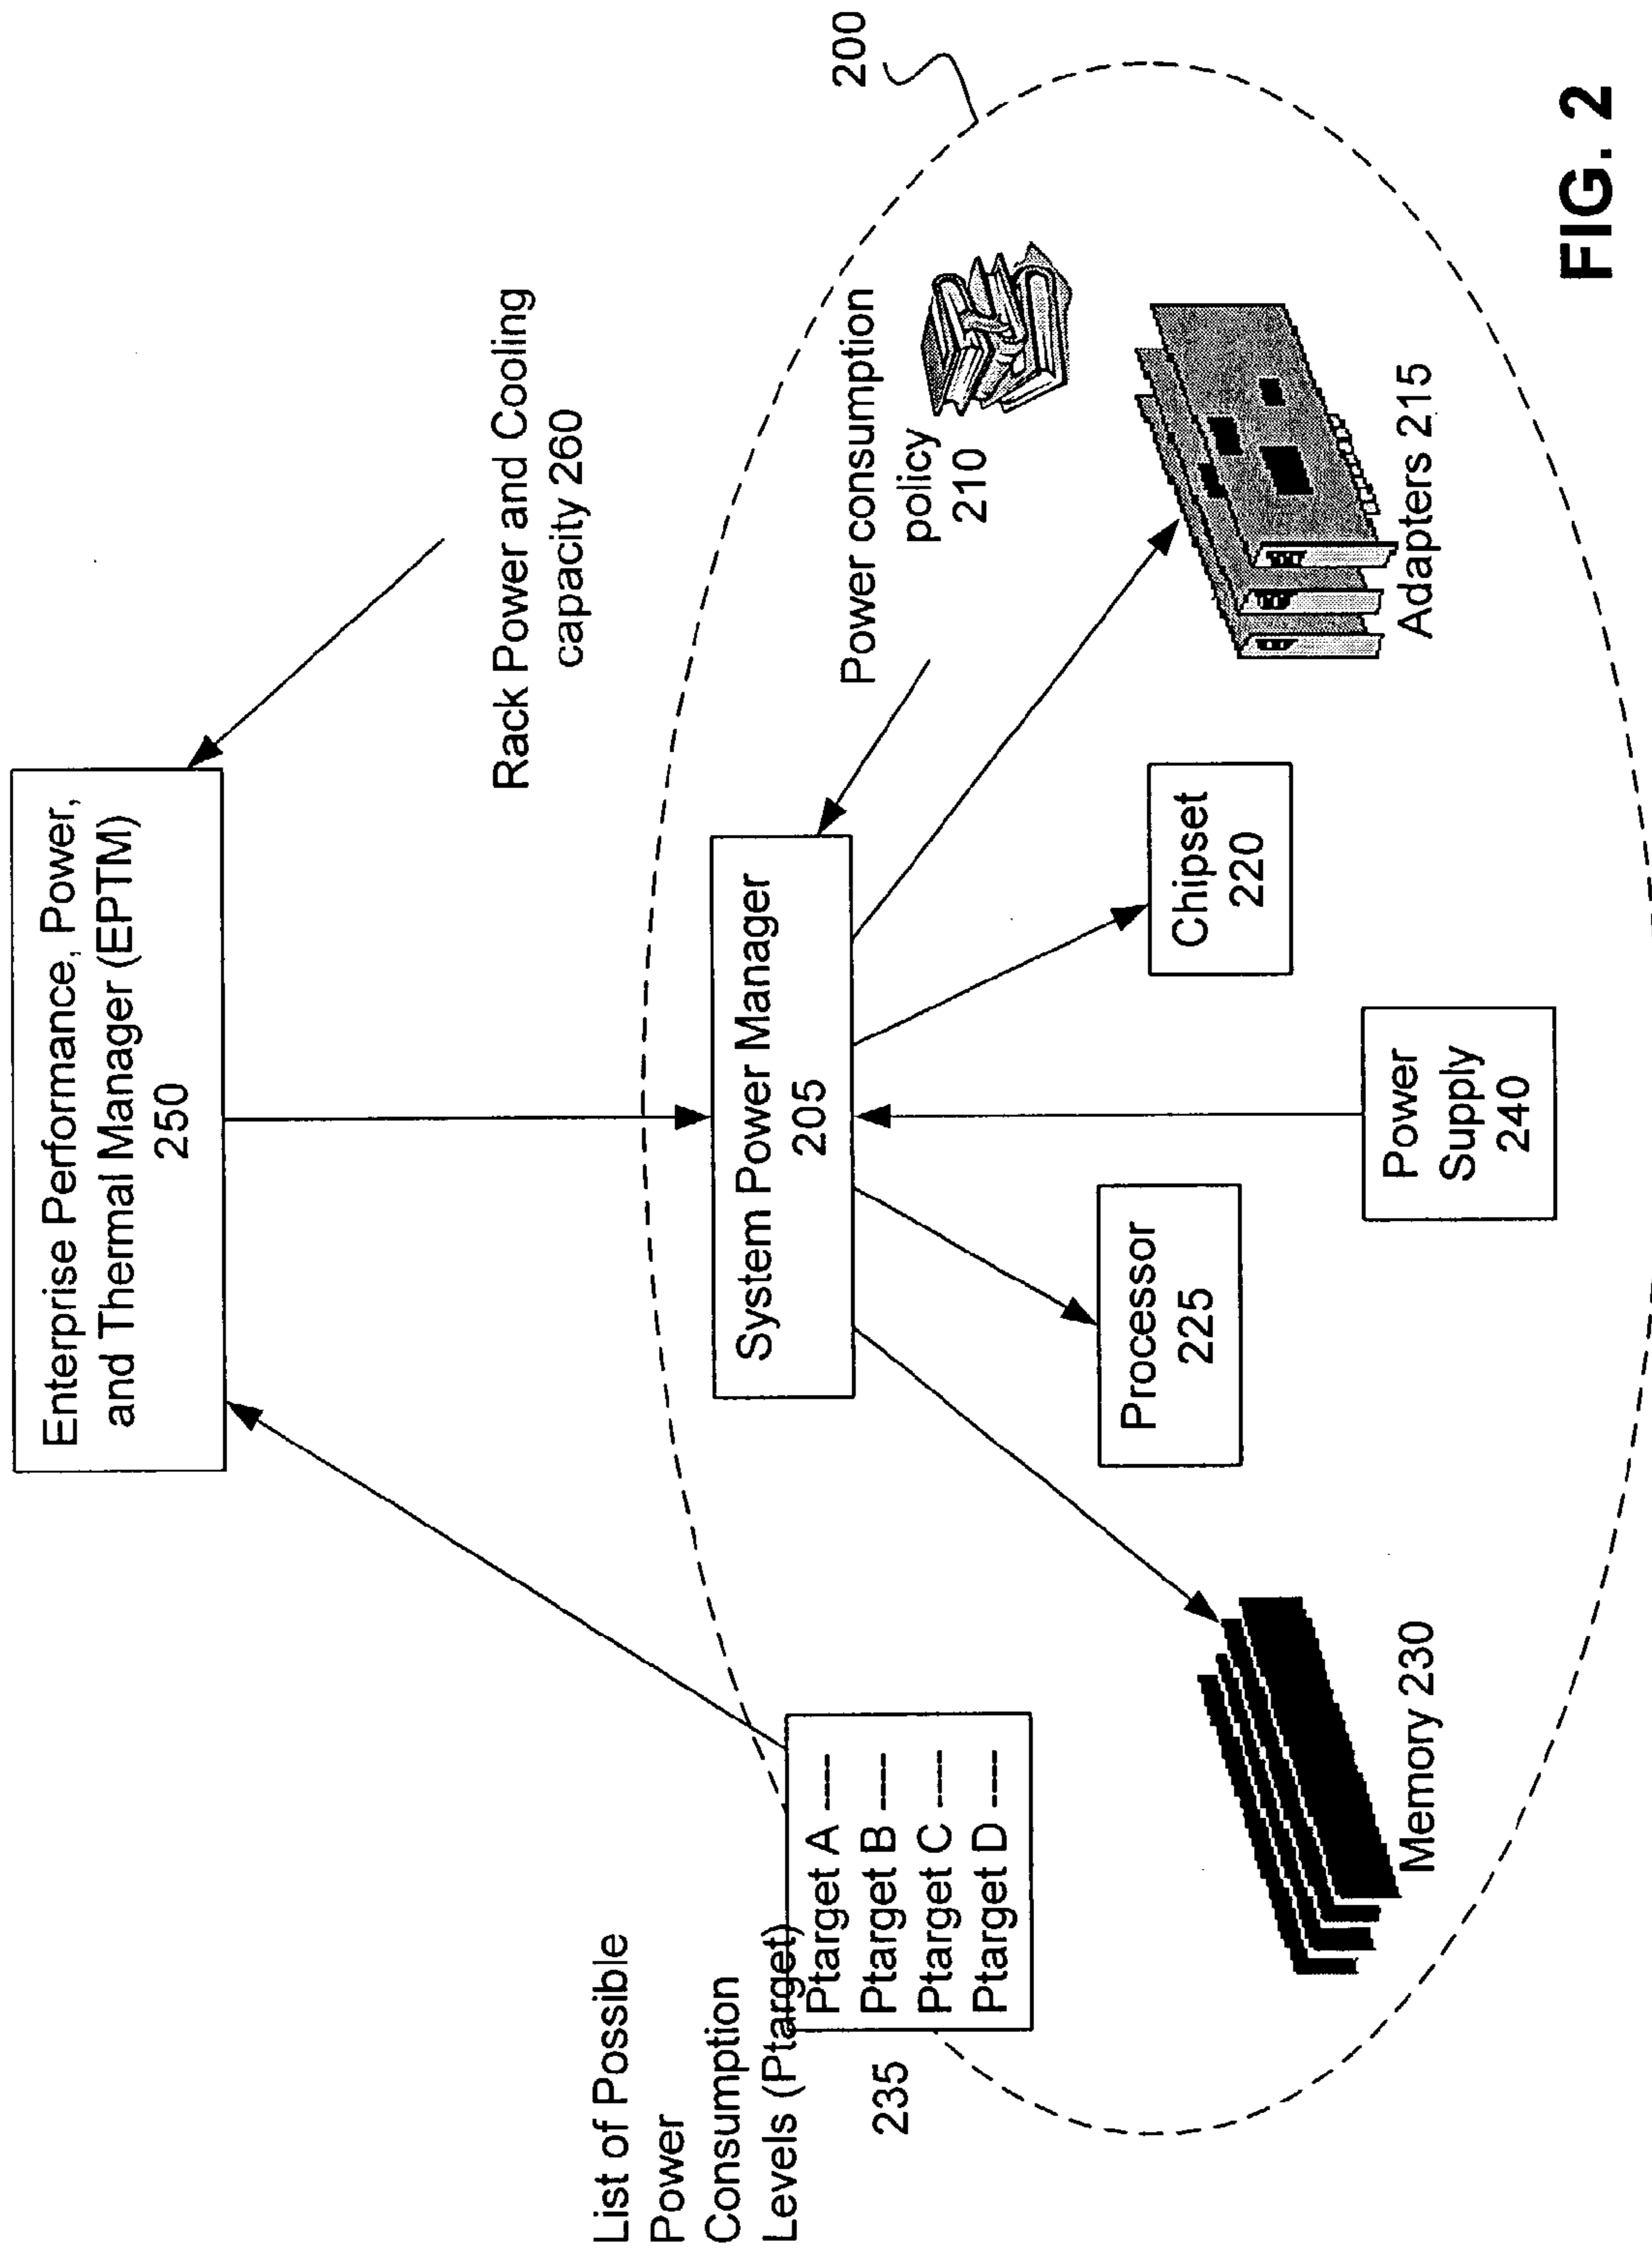 Enterprise Performance, Power,
and Thermal Manager (EPTM)
250
Rack Power and Cooling
capacity 260
List of Possible
Power
Consumption
Levels (Ptarget)
235
Ptarget A ----
Ptarget B ----
Ptarget C ----
Ptarget D ----
System Power Manager
205
Power consumption
policy
210
200
Memory 230
Processor
225
Power
Supply
240
Chipset
220
Adapters 215
FIG. 2